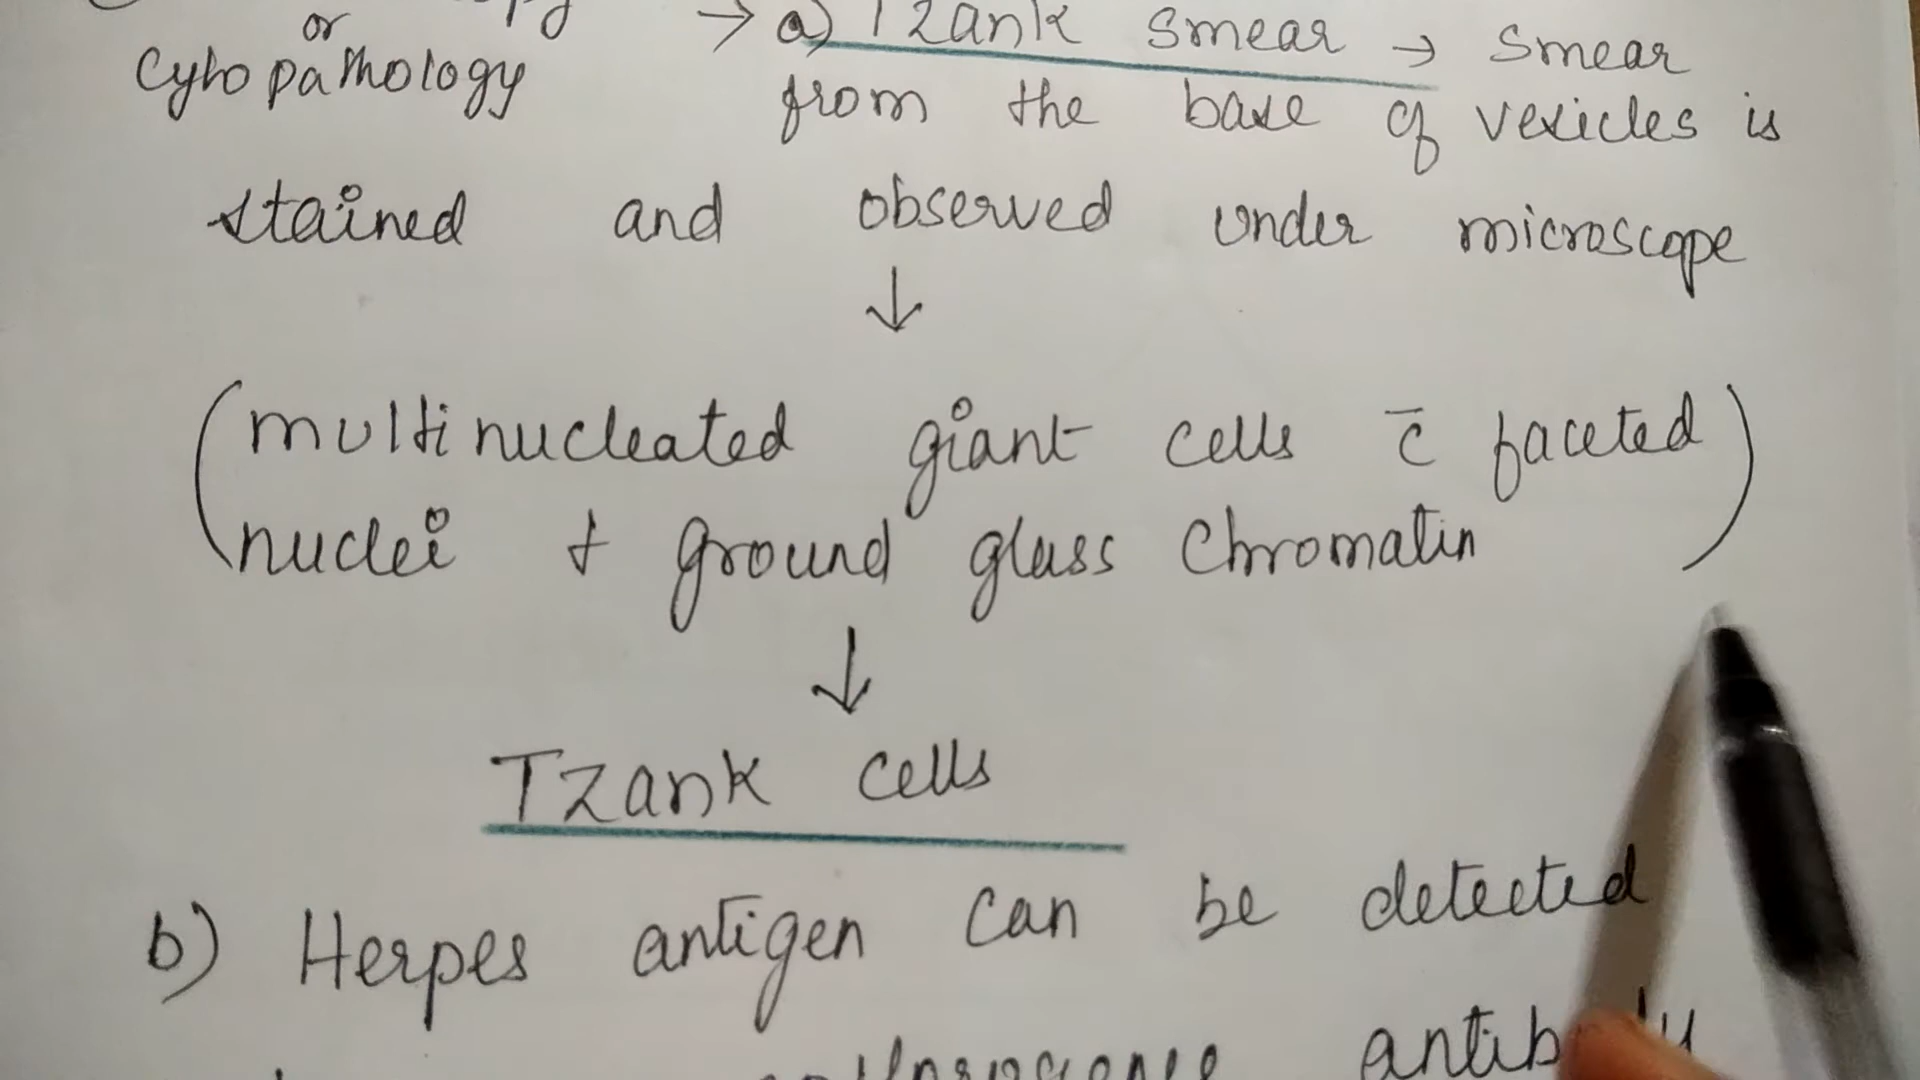 or
Cytopathology
→ a) Tzank smear → smear
from the base of vesicles is
stained and observed under microscope
↓
(multinucleated giant cells c̄ faceted
nuclei + ground glass chromatin)
↓
Tzank cells
b) Herpes antigen can be detected